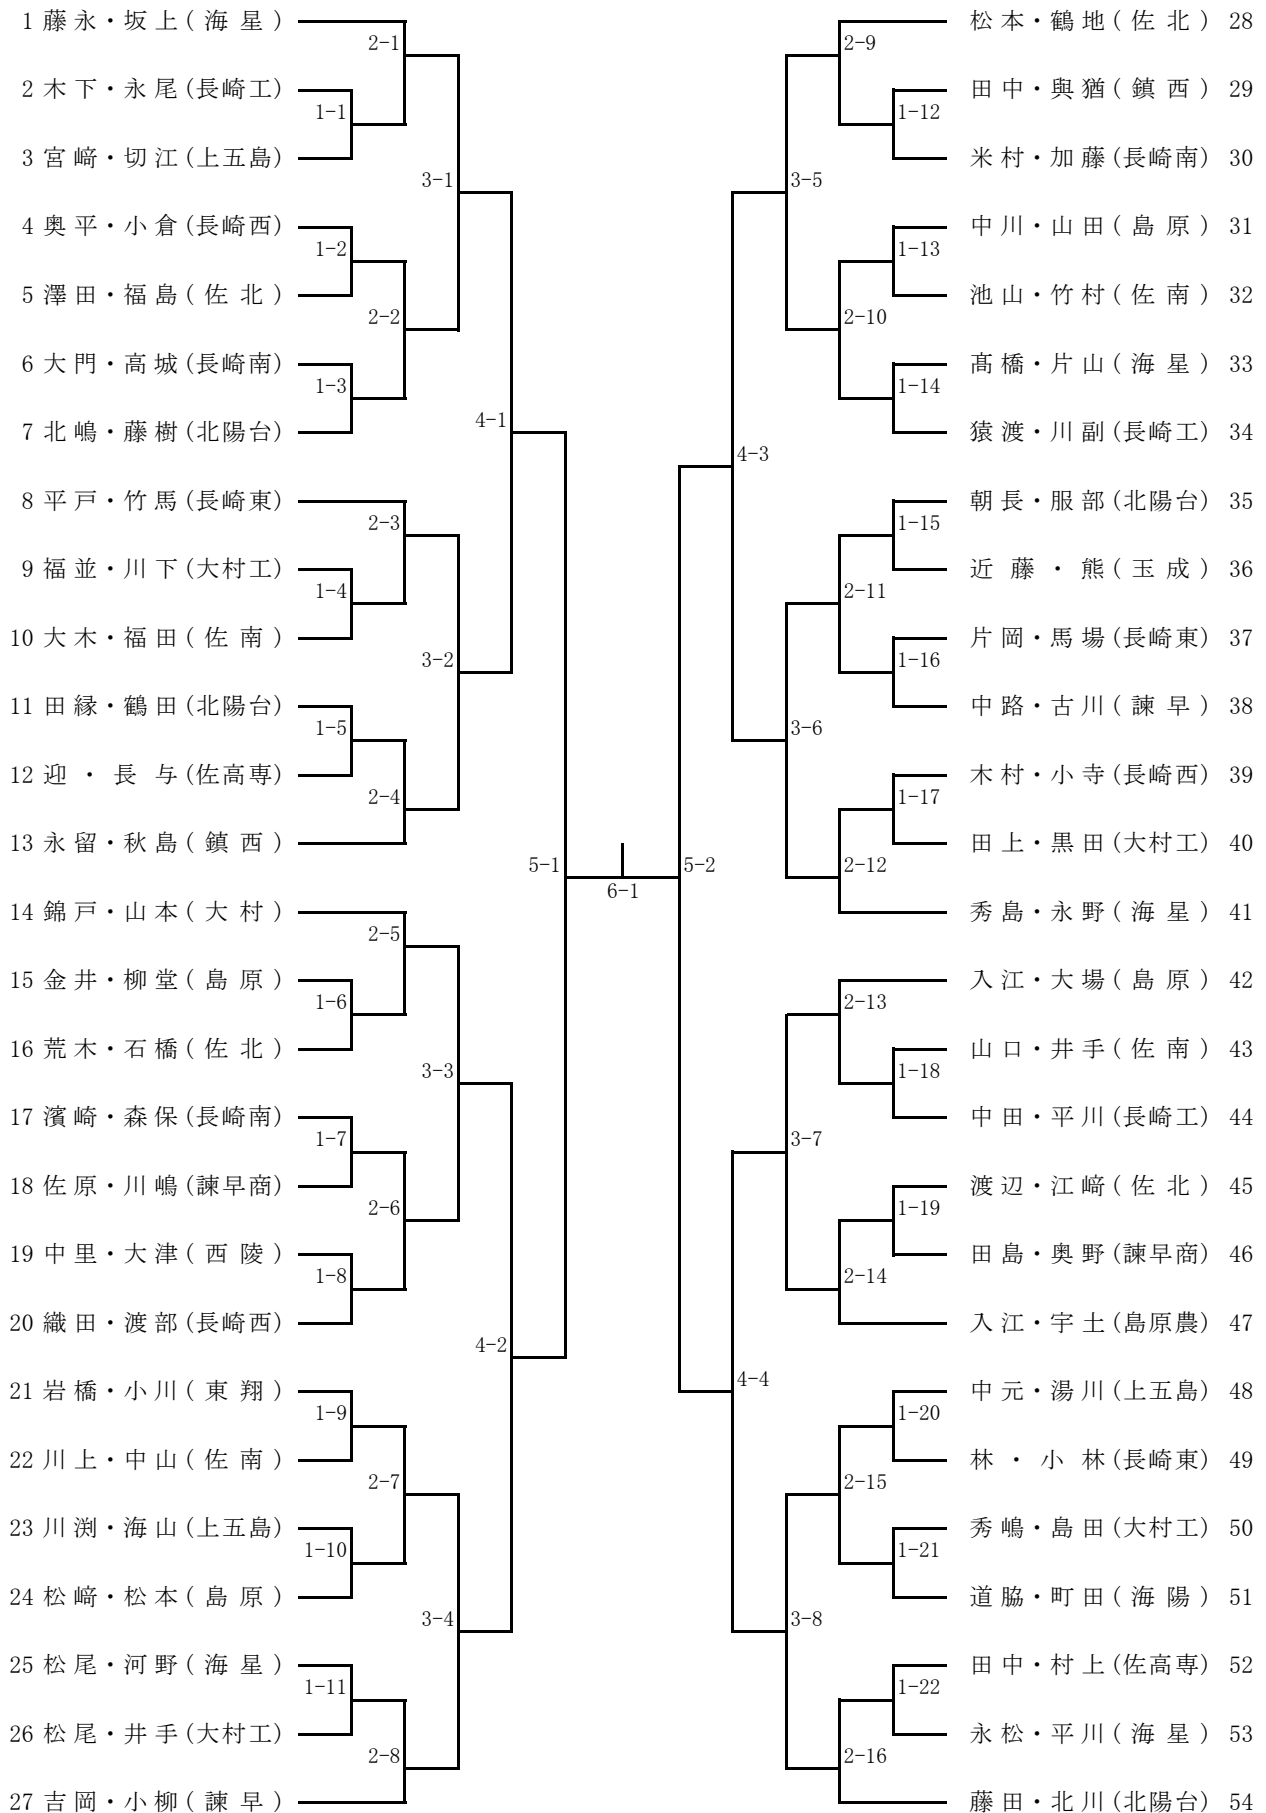 1 藤永・坂上(海星)
2 木下・永尾(長崎工)
3 宮﨑・切江(上五島)
4 奥平・小倉(長崎西)
5 澤田・福島(佐北)
6 大門・高城(長崎南)
7 北嶋・藤樹(北陽台)
8 平戸・竹馬(長崎東)
9 福並・川下(大村工)
10 大木・福田(佐南)
11 田縁・鶴田(北陽台)
12 迎・長与(佐高専)
13 永留・秋島(鎮西)
14 錦戸・山本(大村)
15 金井・柳堂(島原)
16 荒木・石橋(佐北)
17 濱崎・森保(長崎南)
18 佐原・川嶋(諫早商)
19 中里・大津(西陵)
20 織田・渡部(長崎西)
21 岩橋・小川(東翔)
22 川上・中山(佐南)
23 川渕・海山(上五島)
24 松﨑・松本(島原)
25 松尾・河野(海星)
26 松尾・井手(大村工)
27 吉岡・小柳(諫早)
1-1
1-2
1-3
1-4
1-5
1-6
1-7
1-8
1-9
1-10
1-11
2-1
2-2
2-3
2-4
2-5
2-6
2-7
2-8
3-1
3-2
3-3
3-4
4-1
4-2
5-1
6-1
5-2
4-3
4-4
3-5
3-6
3-7
3-8
2-9
2-10
2-11
2-12
2-13
2-14
2-15
2-16
1-12
1-13
1-14
1-15
1-16
1-17
1-18
1-19
1-20
1-21
1-22
松本・鶴地(佐北) 28
田中・與猶(鎮西) 29
米村・加藤(長崎南) 30
中川・山田(島原) 31
池山・竹村(佐南) 32
髙橋・片山(海星) 33
猿渡・川副(長崎工) 34
朝長・服部(北陽台) 35
近藤・熊(玉成) 36
片岡・馬場(長崎東) 37
中路・古川(諫早) 38
木村・小寺(長崎西) 39
田上・黒田(大村工) 40
秀島・永野(海星) 41
入江・大場(島原) 42
山口・井手(佐南) 43
中田・平川(長崎工) 44
渡辺・江﨑(佐北) 45
田島・奥野(諫早商) 46
入江・宇土(島原農) 47
中元・湯川(上五島) 48
林・小林(長崎東) 49
秀嶋・島田(大村工) 50
道脇・町田(海陽) 51
田中・村上(佐高専) 52
永松・平川(海星) 53
藤田・北川(北陽台) 54